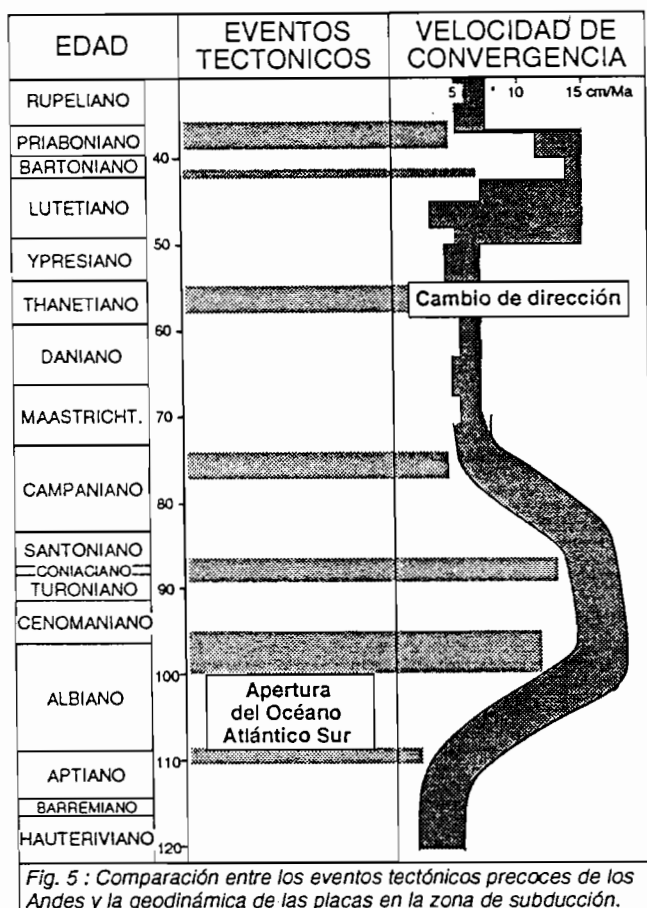 EDAD
EVENTOS
TECTONICOS
VELOCIDAD DE
CONVERGENCIA
5 10 15 cm/Ma
RUPELIANO
PRIABONIANO
40
BARTONIANO
LUTETIANO
50
YPRESIANO
THANETIANO
Cambio de dirección
60
DANIANO
MAASTRICHT.
70
CAMPANIANO
80
SANTONIANO
CONIACIANO
TURONIANO
90
CENOMANIANO
100
ALBIANO
Apertura
del Océano
Atlántico Sur
110
APTIANO
BARREMIANO
HAUTERIVIANO
120
Fig. 5 : Comparación entre los eventos tectónicos precoces de los
Andes y la geodinámica de las placas en la zona de subducción.